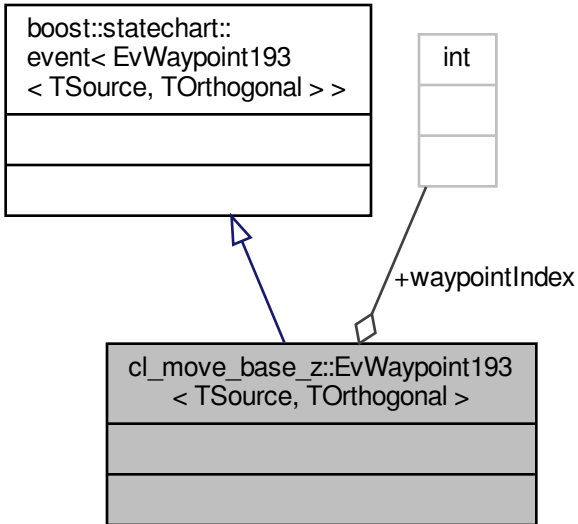 boost::statechart::
event< EvWaypoint193
< TSource, TOrthogonal > >
int
+waypointIndex
cl_move_base_z::EvWaypoint193
< TSource, TOrthogonal >